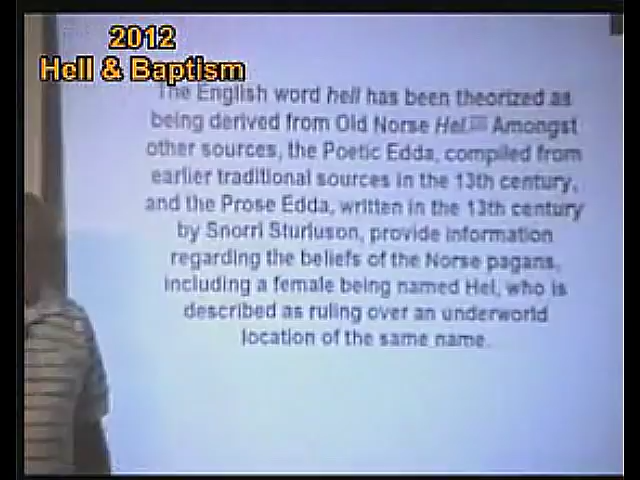 2012
Hell & Baptism
The English word hell has been theorized as
being derived from Old Norse Hel. Amongst
other sources, the Poetic Edda, compiled from
earlier traditional sources in the 13th century,
and the Prose Edda, written in the 13th century
by Snorri Sturluson, provide information
regarding the beliefs of the Norse pagans,
including a female being named Hel, who is
described as ruling over an underworld
location of the same name.